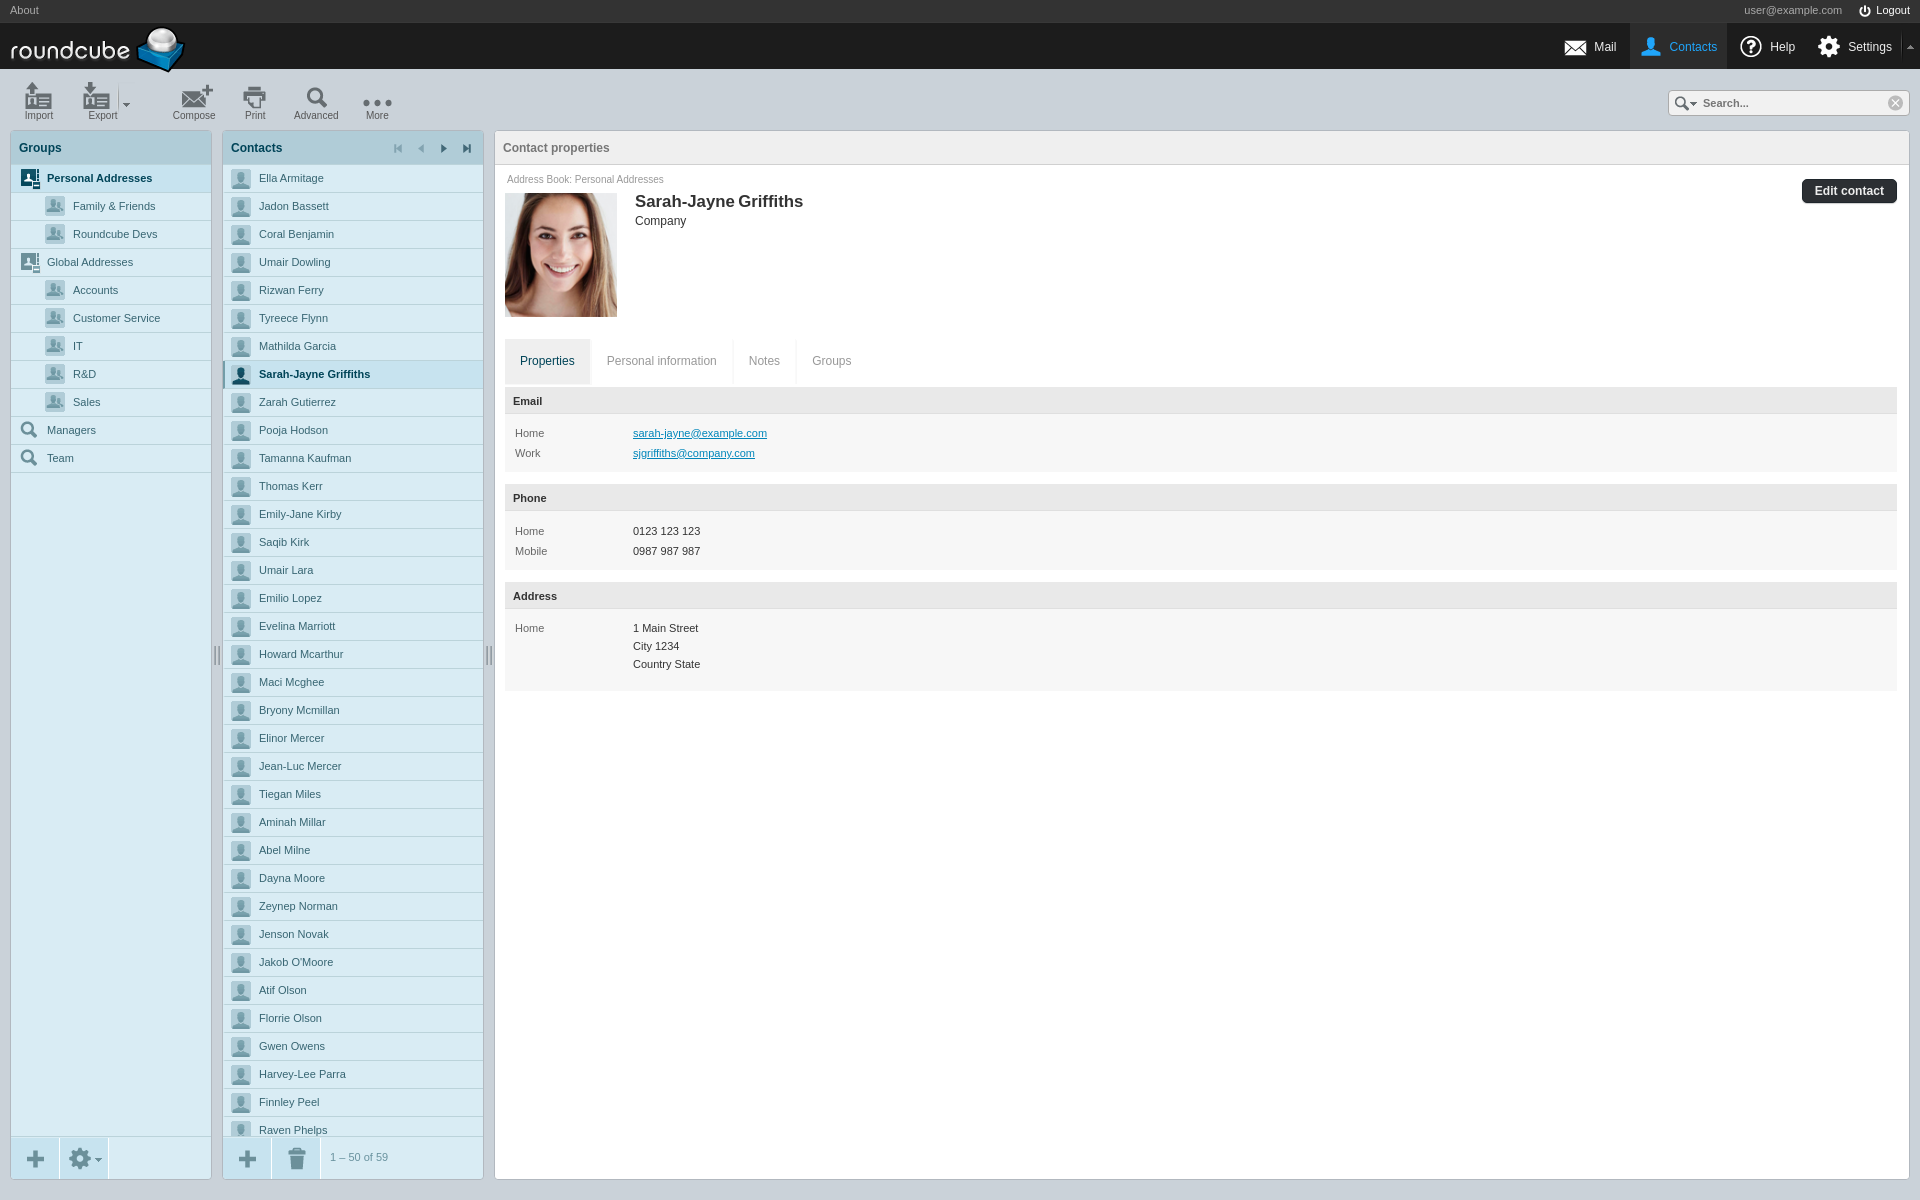 About
user@example.com
Logout
roundcube
Mail
Contacts
Help
Settings
Import
Export
Compose
Print
Advanced
More
Search...
Groups
Personal Addresses
Family & Friends
Roundcube Devs
Global Addresses
Accounts
Customer Service
IT
R&D
Sales
Managers
Team
Contacts
Ella Armitage
Jadon Bassett
Coral Benjamin
Umair Dowling
Rizwan Ferry
Tyreece Flynn
Mathilda Garcia
Sarah-Jayne Griffiths
Zarah Gutierrez
Pooja Hodson
Tamanna Kaufman
Thomas Kerr
Emily-Jane Kirby
Saqib Kirk
Umair Lara
Emilio Lopez
Evelina Marriott
Howard Mcarthur
Maci Mcghee
Bryony Mcmillan
Elinor Mercer
Jean-Luc Mercer
Tiegan Miles
Aminah Millar
Abel Milne
Dayna Moore
Zeynep Norman
Jenson Novak
Jakob O'Moore
Atif Olson
Florrie Olson
Gwen Owens
Harvey-Lee Parra
Finnley Peel
Raven Phelps
1 – 50 of 59
Contact properties
Address Book: Personal Addresses
Edit contact
Sarah-Jayne Griffiths
Company
Properties
Personal information
Notes
Groups
Email
Home sarah-jayne@example.com
Work sjgriffiths@company.com
Phone
Home 0123 123 123
Mobile 0987 987 987
Address
Home 1 Main Street
City 1234
Country State